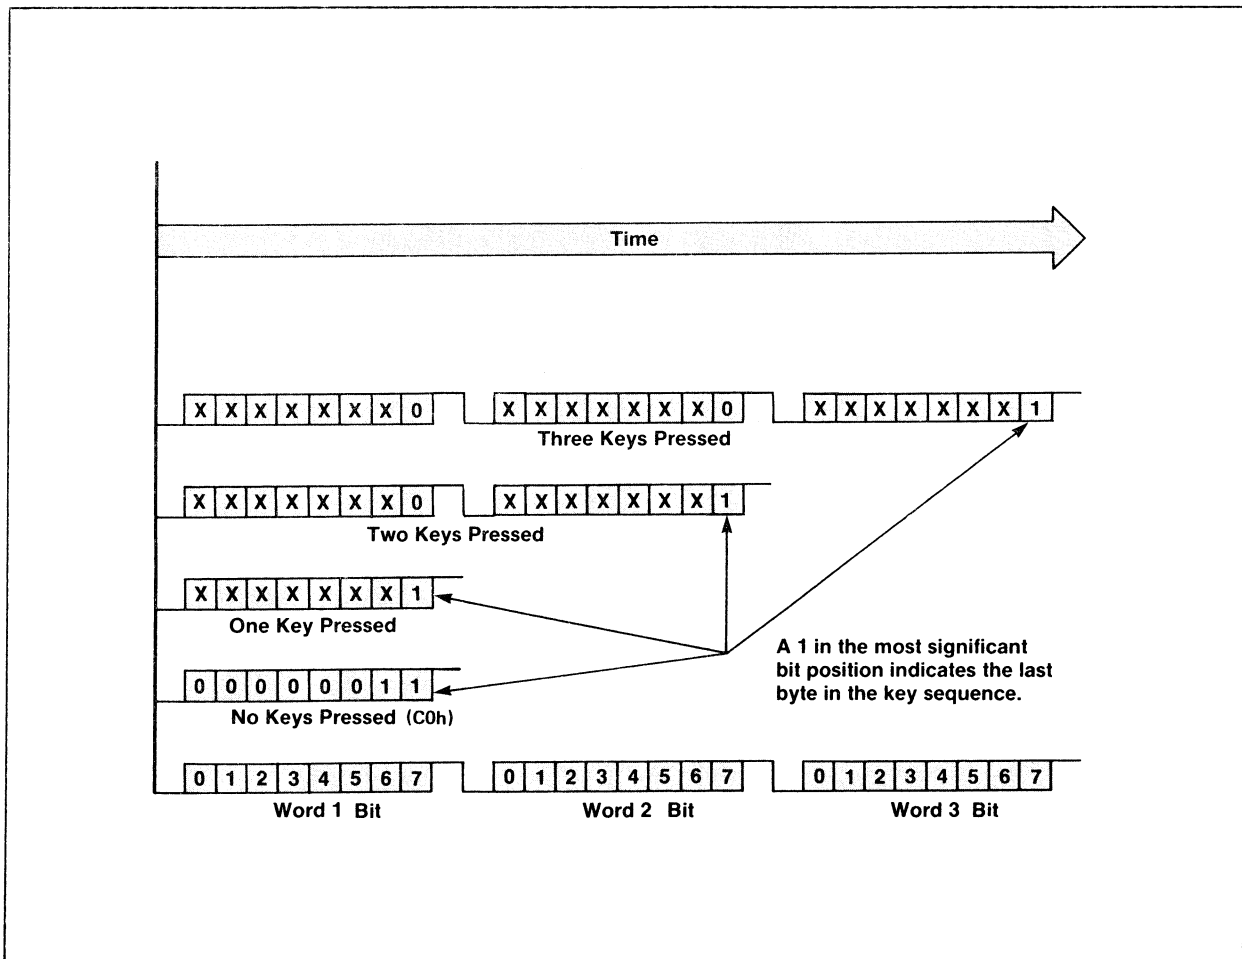 Time
X X X X X X X 0 X X X X X X X 0 X X X X X X X 1
Three Keys Pressed
X X X X X X X 0 X X X X X X X 1
Two Keys Pressed
X X X X X X X 1
One Key Pressed
A 1 in the most significant
bit position indicates the last
byte in the key sequence.
0 0 0 0 0 0 1 1
No Keys Pressed (C0h)
0 1 2 3 4 5 6 7 0 1 2 3 4 5 6 7 0 1 2 3 4 5 6 7
Word 1 Bit Word 2 Bit Word 3 Bit